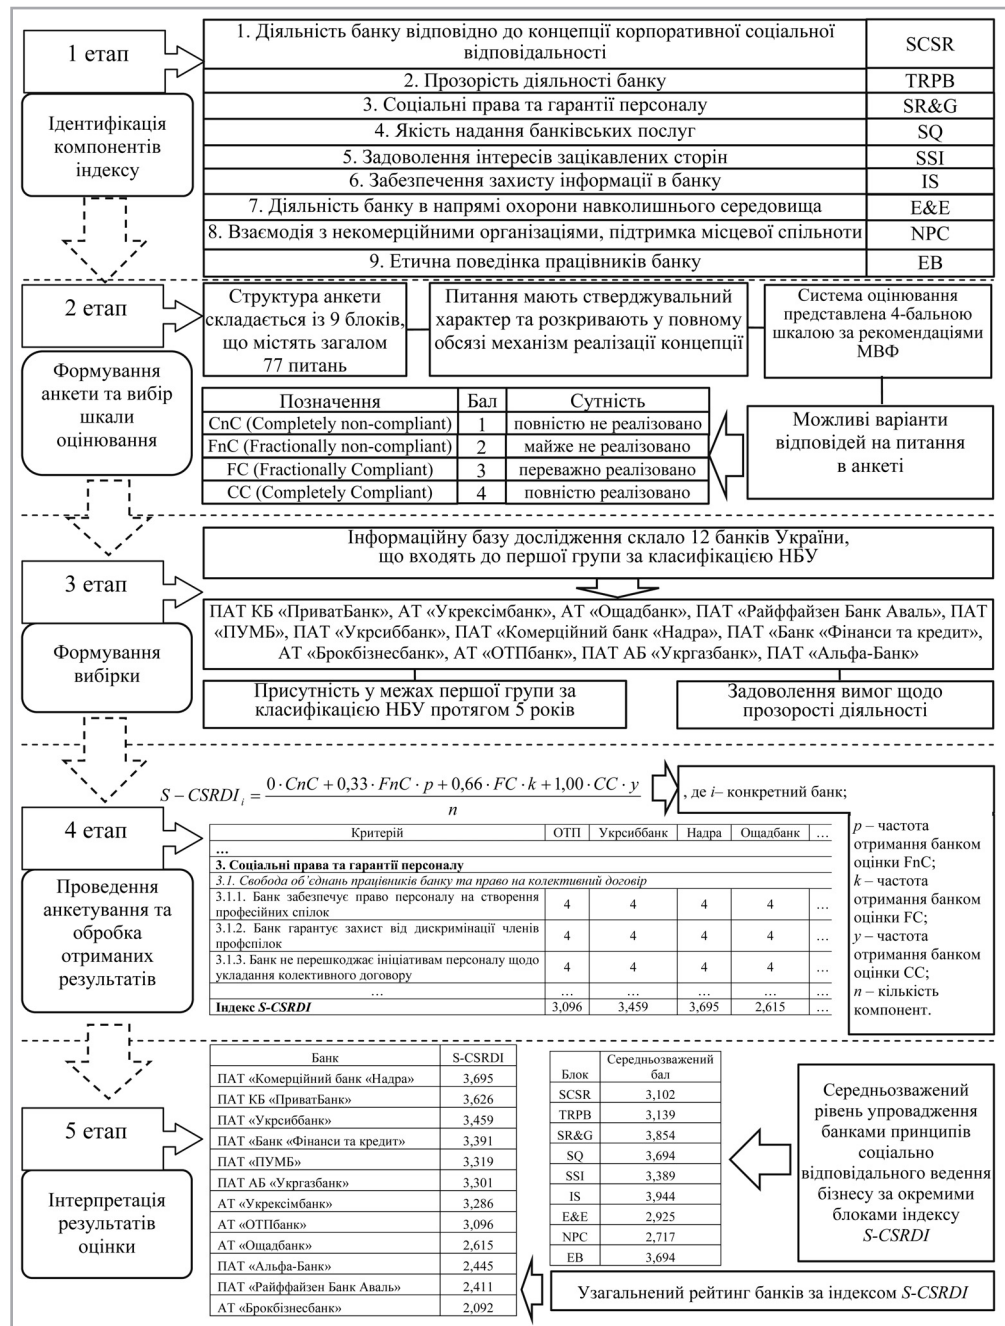 1 етап
1. Діяльність банку відповідно до концепції корпоративної соціальної
відповідальності
SCSR
2. Прозорість діяльності банку
TRPB
3. Соціальні права та гарантії персоналу
SR&G
4. Якість надання банківських послуг
SQ
5. Задоволення інтересів зацікавлених сторін
SSI
6. Забезпечення захисту інформації в банку
IS
7. Діяльність банку в напрямі охорони навколишнього середовища
E&E
8. Взаємодія з некомерційними організаціями, підтримка місцевої спільноти
NPC
9. Етична поведінка працівників банку
EB
Ідентифікація
компонентів
індексу
2 етап
Структура анкети
складається із 9 блоків,
що містять загалом
77 питань
Питання мають стверджувальний
характер та розкривають у повному
обсязі механізм реалізації концепції
Система оцінювання
представлена 4-бальною
шкалою за рекомендаціями
МВФ
Формування
анкети та вибір
шкали
оцінювання
Позначення Бал Сутність
CnC (Completely non-compliant) 1 повністю не реалізовано
FnC (Fractionally non-compliant) 2 майже не реалізовано
FC (Fractionally Compliant) 3 переважно реалізовано
CC (Completely Compliant) 4 повністю реалізовано
Можливі варіанти
відповідей на питання
в анкеті
3 етап
Інформаційну базу дослідження склало 12 банків України,
що входять до першої групи за класифікацією НБУ
ПАТ КБ «ПриватБанк», АТ «Укрексімбанк», АТ «Ощадбанк», ПАТ «Райффайзен Банк Аваль», ПАТ
«ПУМБ», ПАТ «Укрсиббанк», ПАТ «Комерційний банк «Надра», ПАТ «Банк «Фінанси та кредит»,
АТ «Брокбізнесбанк», АТ «ОТПбанк», ПАТ АБ «Укргазбанк», ПАТ «Альфа-Банк»
Формування
вибірки
Присутність у межах першої групи за
класифікацією НБУ протягом 5 років
Задоволення вимог щодо
прозорості діяльності
4 етап
S – CSRDI i = 0 · CnC + 0,33 · FnC · p + 0,66 · FC · k + 1,00 · CC · y
n
, де i– конкретний банк;
p – частота
отримання банком
оцінки FnC;
k – частота
отримання банком
оцінки FC;
y – частота
отримання банком
оцінки CC;
n – кількість
компонент.
Проведення
анкетування та
обробка
отриманих
результатів
Критерій ОТП Укрсиббанк Надра Ощадбанк …
…
3. Соціальні права та гарантії персоналу
3.1. Свобода об’єднань працівників банку та право на колективний договір
3.1.1. Банк забезпечує право персоналу на створення
професійних спілок
4 4 4 4 …
3.1.2. Банк гарантує захист від дискримінації членів
профспілок
4 4 4 4 …
3.1.3. Банк не перешкоджає ініціативам персоналу щодо
укладання колективного договору
4 4 4 4 …
… … … … … …
Індекс S-CSRDI 3,096 3,459 3,695 2,615 …
5 етап
Інтерпретація
результатів
оцінки
Банк S-CSRDI
ПАТ «Комерційний банк «Надра» 3,695
ПАТ КБ «ПриватБанк» 3,626
ПАТ «Укрсиббанк» 3,459
ПАТ «Банк «Фінанси та кредит» 3,391
ПАТ «ПУМБ» 3,319
ПАТ АБ «Укргазбанк» 3,301
АТ «Укрексімбанк» 3,286
АТ «ОТПбанк» 3,096
АТ «Ощадбанк» 2,615
ПАТ «Альфа-Банк» 2,445
ПАТ «Райффайзен Банк Аваль» 2,411
АТ «Брокбізнесбанк» 2,092
Блок Середньозважений
бал
SCSR 3,102
TRPB 3,139
SR&G 3,854
SQ 3,694
SSI 3,389
IS 3,944
E&E 2,925
NPC 2,717
EB 3,694
Середньозважений
рівень упровадження
банками принципів
соціально
відповідального ведення
бізнесу за окремими
блоками індексу
S-CSRDI
Узагальнений рейтинг банків за індексом S-CSRDI